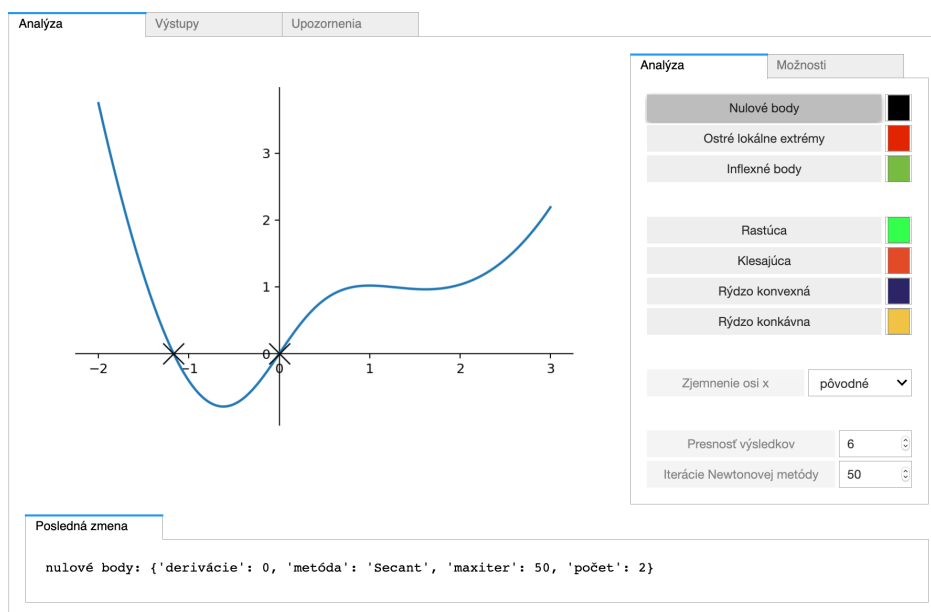 Analýza
Výstupy
Upozornenia
3
2
1
0
−2
−1
0
1
2
3
Analýza
Možnosti
Nulové body
Ostré lokálne extrémy
Inflexné body
Rastúca
Klesajúca
Rýdzo konvexná
Rýdzo konkávna
Zjemnenie osi x
pôvodné
Presnosť výsledkov
6
Iterácie Newtonovej metódy
50
Posledná zmena
nulové body: {'derivácie': 0, 'metóda': 'Secant', 'maxiter': 50, 'počet': 2}